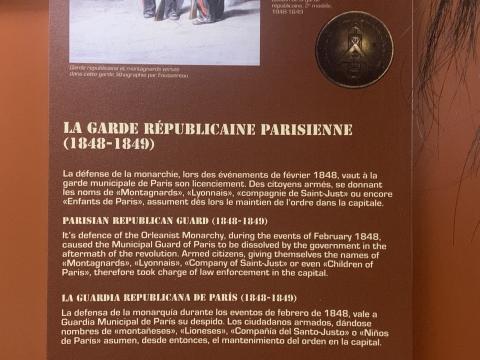 républicaine, 2e modèle,
1848-1849
Garde républicaine et montagnards versés
dans cette garde, lithographie par
LA GARDE RÉPUBLICAINE PARISIENNE
(1848-1849)
La défense de la monarchie, lors des événements de février 1848, vaut à la
garde municipale de Paris son licenciement. Des citoyens armés, se donnant
les noms de «Montagnards», «Lyonnais», «compagnie de Saint-Just» ou encore
«Enfants de Paris», assument dès lors le maintien de l'ordre dans la capitale.
PARISIAN REPUBLICAN GUARD (1848-1849)
It's defence of the Orleanist Monarchy, during the events of February 1848,
caused the Municipal Guard of Paris to be dissolved by the government in the
aftermath of the revolution. Armed citizens, giving themselves the names of
«Montagnards», «Lyonnais», «Company of Saint-Just» or even «Children of
Paris», therefore took charge of law enforcement in the capital.
LA GUARDIA REPUBLICANA DE PARÍS (1848-1849)
La defensa de la monarquía durante los eventos de febrero de 1848, vale a
Guardia Municipal de París su despido. Los ciudadanos armados, dándose
nombres de «montañeses», «Lioneses», «Compañía del Santo-Justo» o «Niños
de París» asumen, desde entonces, el mantenimiento del orden en la capital.